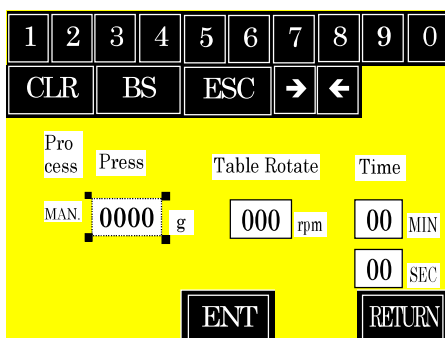 1 2 3 4 5 6 7 8 9 0
CLR BS ESC → ←
Pro
cess Press Table Rotate Time
MAN. 0000 g 000 rpm 00 MIN
00 SEC
ENT RETURN